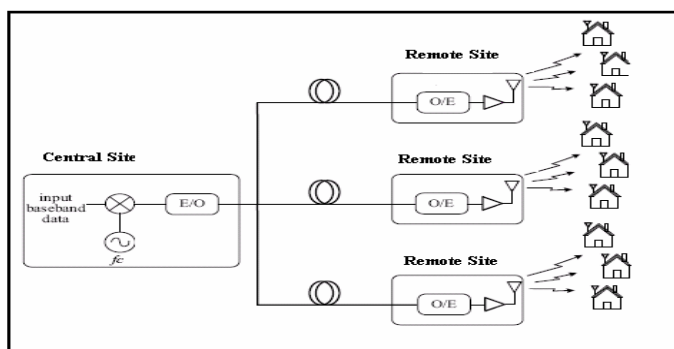 Remote Site
O/E
Central Site
input
baseband
data
E/O
fc
Remote Site
O/E
Remote Site
O/E